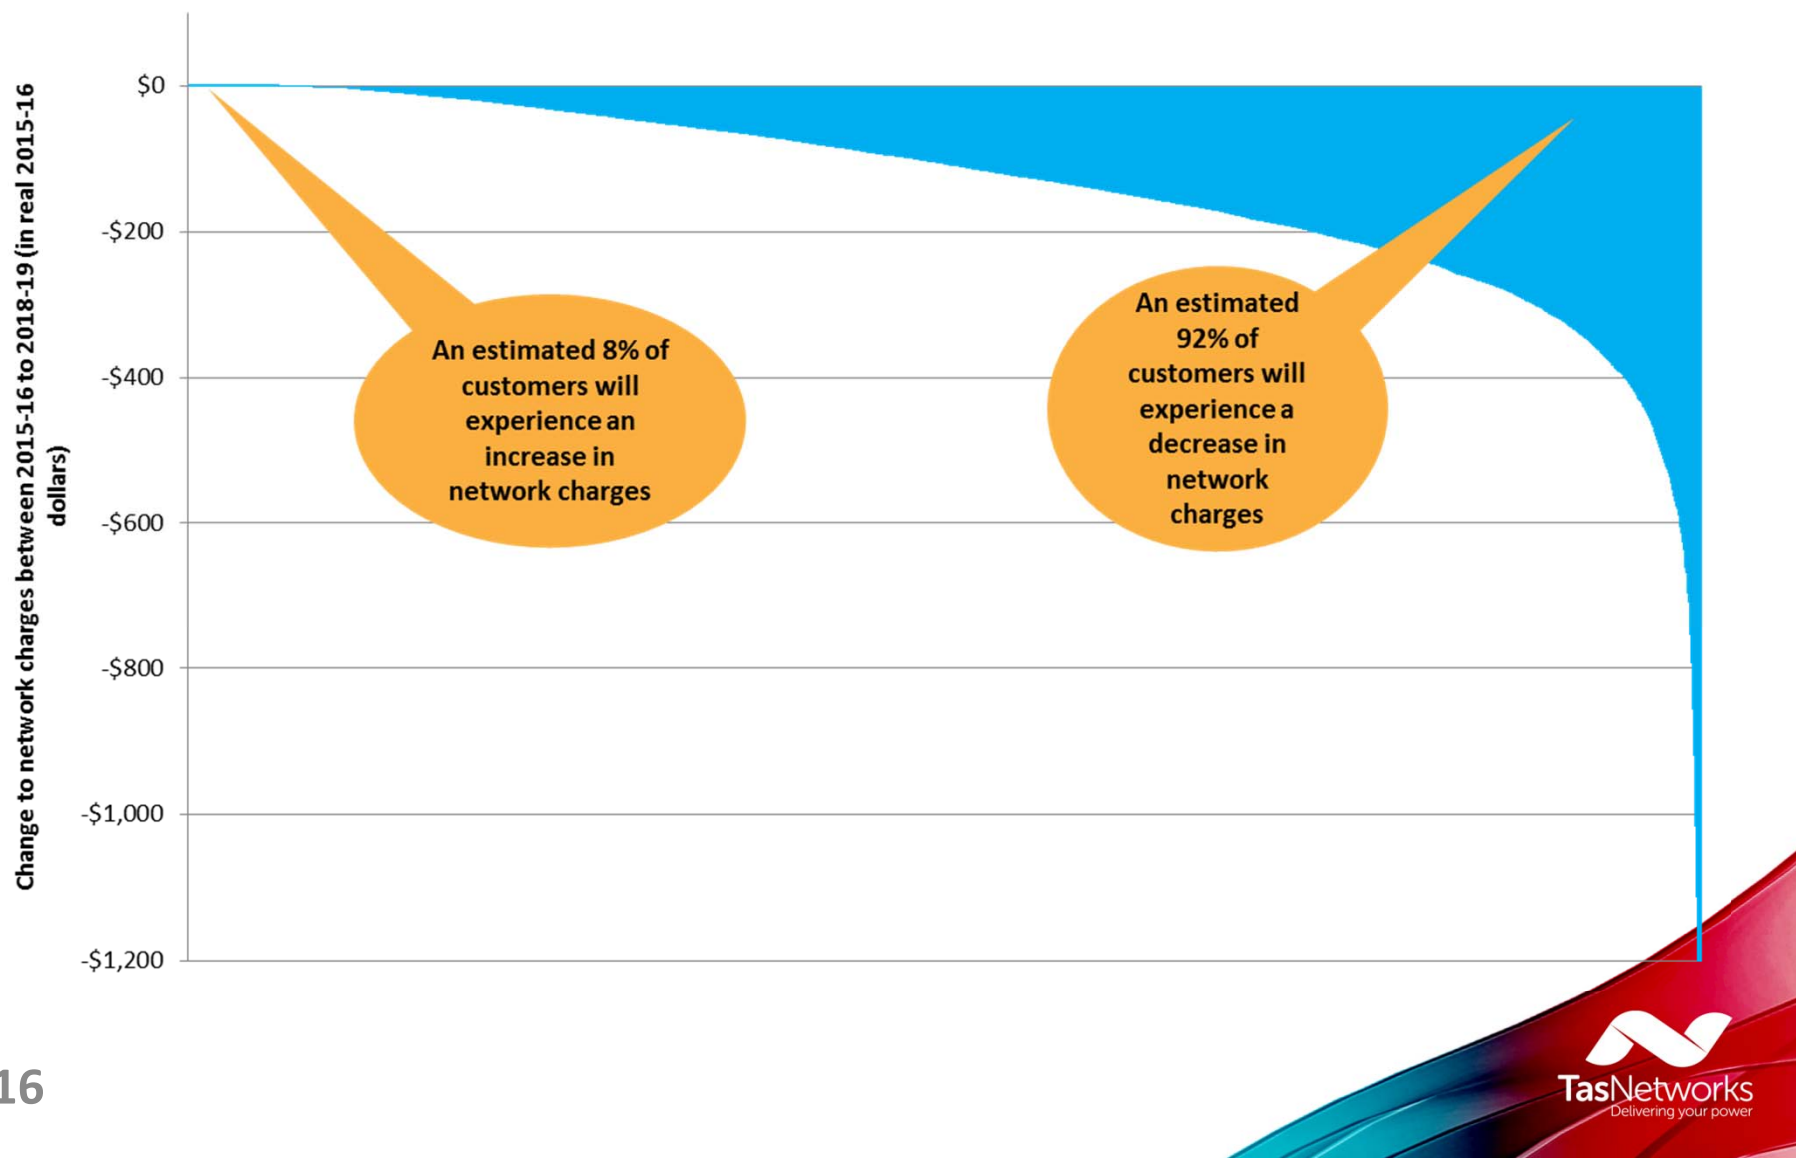 Change to network charges between 2015-16 to 2018-19 (in real 2015-16
dollars)
$0
-$200
-$400
-$600
-$800
-$1,000
-$1,200
An estimated 8% of
customers will
experience an
increase in
network charges
An estimated
92% of
customers will
experience a
decrease in
network
charges
16
TasNetworks
Delivering your power